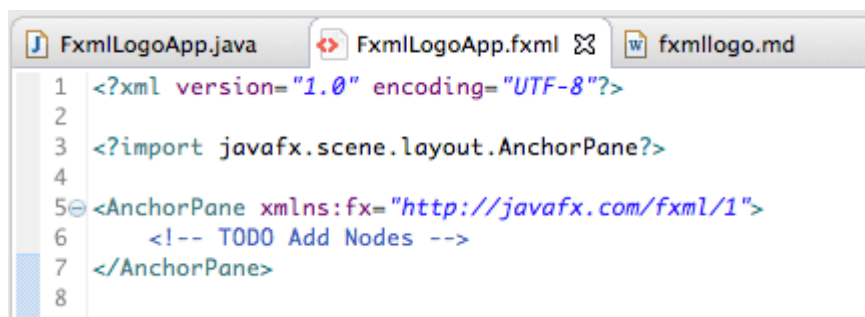 FxmlLogoApp.java FxmlLogoApp.fxml fxmllogo.md
1 <?xml version="1.0" encoding="UTF-8"?>
2
3 <?import javafx.scene.layout.AnchorPane?>
4
5 <AnchorPane xmlns:fx="http://javafx.com/fxml/1">
6     <!-- TODO Add Nodes -->
7 </AnchorPane>
8